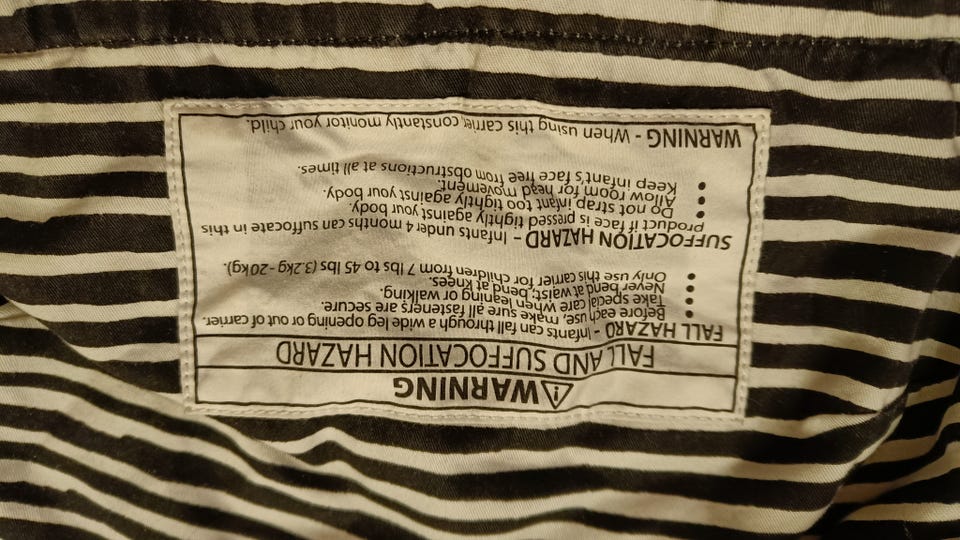 ⚠WARNING
FALL AND SUFFOCATION HAZARD
FALL HAZARD - Infants can fall through a wide leg opening or out of carrier.
• Before each use, make sure all fasteners are secure.
• Take special care when leaning or walking.
• Never bend at waist; bend at knees.
• Only use this carrier for children from 7 lbs to 45 lbs (3.2kg -20kg).
SUFFOCATION HAZARD – Infants under 4 months can suffocate in this
product if face is pressed tightly against your body.
• Do not strap infant too tightly against your body.
• Allow room for head movement.
• Keep infant's face free from obstructions at all times.
WARNING - When using this carrier, constantly monitor your child.